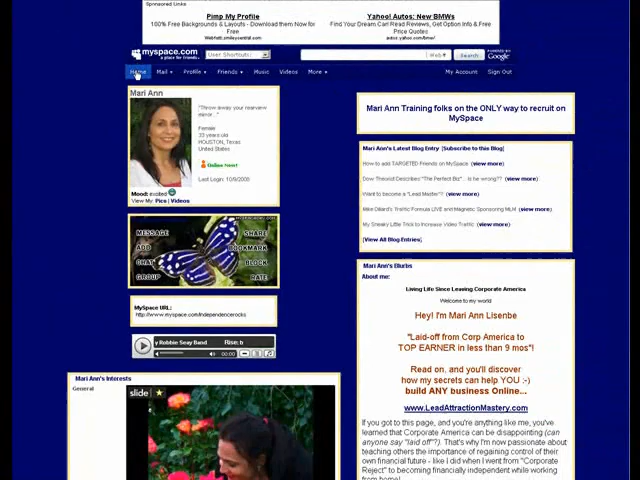 Sponsored Links
Pimp My Profile
100% Free Backgrounds & Layouts - Download them Now for Free
Yahoo! Autos: New BMWs
Find Your Dream Car! Read Reviews, Get Option Info & Free Price Quotes
autos.yahoo.com/bmw/
myspace.com
a place for friends
User Shortcuts:
Web
Search
POWERED BY Google
Home
Mail
Profile
Friends
Music
Videos
More
My Account
Sign Out
Mari Ann
"Throw away your rearview mirror..."
Female
33 years old
HOUSTON, Texas
United States
Online Now!
Last Login: 10/9/2008
Mood: excited
View My: Pics | Videos
MESSAGE
SHARE
ADD
BOOKMARK
CHAT
BLOCK
GROUP
RATE
MySpace URL:
http://www.myspace.com/independencerocks
y Robbie Seay Band
Rise: b
00:00
Mari Ann's Interests
General
slide
Mari Ann Training folks on the ONLY way to recruit on MySpace
Mari Ann's Latest Blog Entry [Subscribe to this Blog]
How to add TARGETED Friends on MySpace (view more)
Dow Theorist Describes "The Perfect Biz"... is he wrong?? (view more)
Want to become a "Lead Master"? (view more)
Mike Dillard's Traffic Formula LIVE and Magnetic Sponsoring MLM (view more)
My Sneaky Little Trick to Increase Video Traffic (view more)
[View All Blog Entries]
Mari Ann's Blurbs
About me:
Living Life Since Leaving Corporate America
Welcome to my world
Hey! I'm Mari Ann Lisenbe
"Laid-off from Corp America to
TOP EARNER in less than 9 mos"!
Read on, and you'll discover
how my secrets can help YOU :-)
build ANY business Online...
www.LeadAttractionMastery.com
If you got to this page, and you're anything like me, you've
learned that Corporate America can be disappointing (can
anyone say "laid off"?). That's why I'm now passionate about
teaching others the importance of regaining control of their
own financial future - like I did when I went from "Corporate
Reject" to becoming financially independent while working
from home!